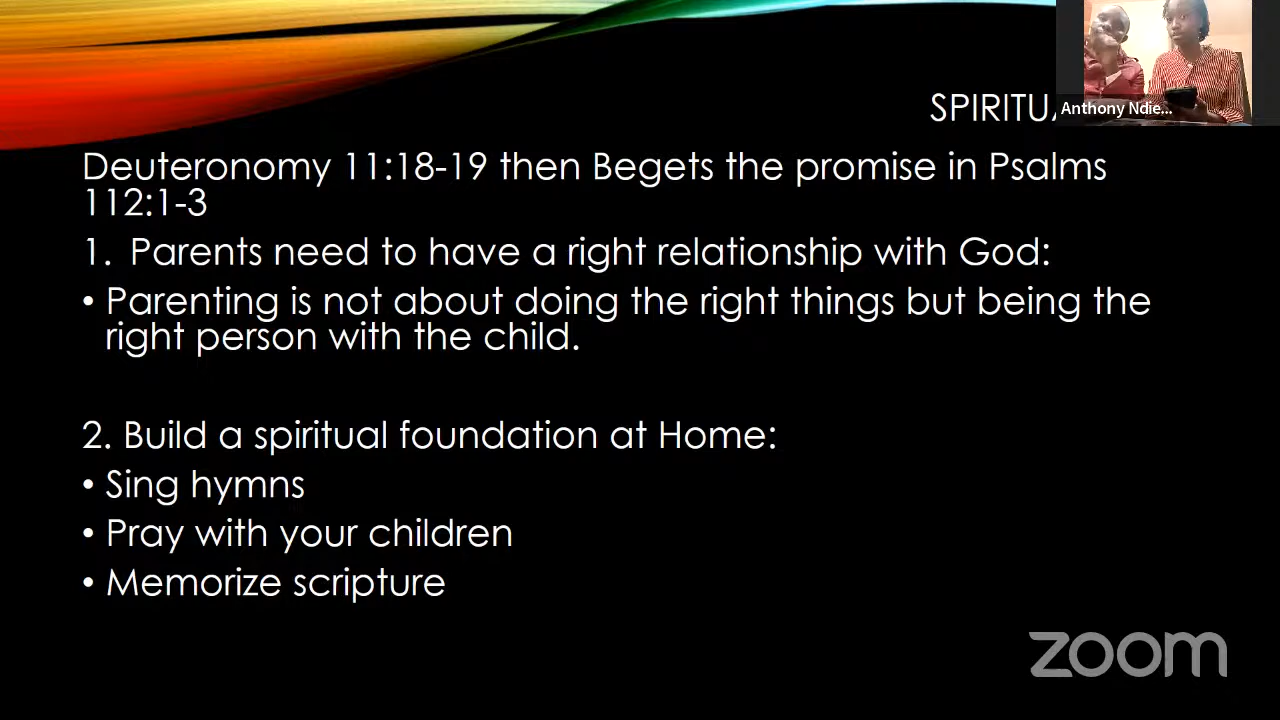 SPIRITUA
Anthony Ndie...
Deuteronomy 11:18-19 then Begets the promise in Psalms
112:1-3
1. Parents need to have a right relationship with God:
• Parenting is not about doing the right things but being the
right person with the child.
2. Build a spiritual foundation at Home:
• Sing hymns
• Pray with your children
• Memorize scripture
zoom